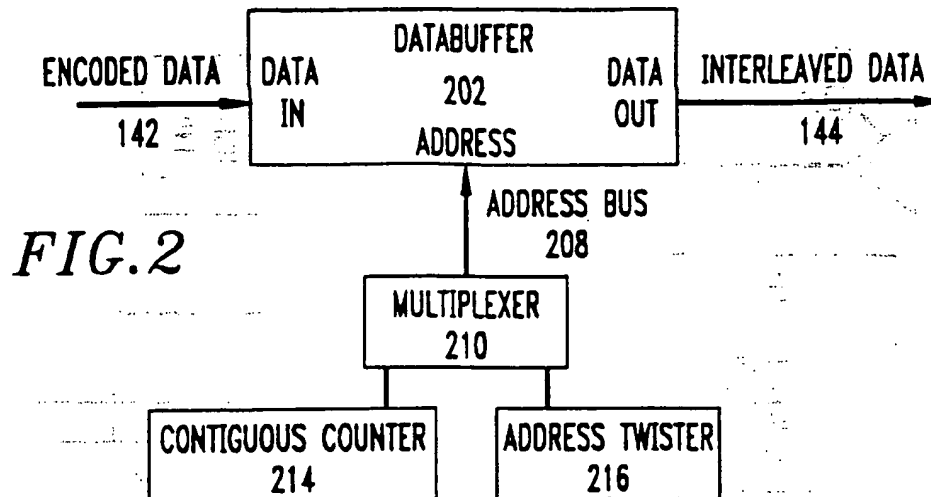 ENCODED DATA
142
DATA
IN
DATABUFFER
202
ADDRESS
DATA
OUT
INTERLEAVED DATA
144
ADDRESS BUS
208
FIG.2
MULTIPLEXER
210
CONTIGUOUS COUNTER
214
ADDRESS TWISTER
216